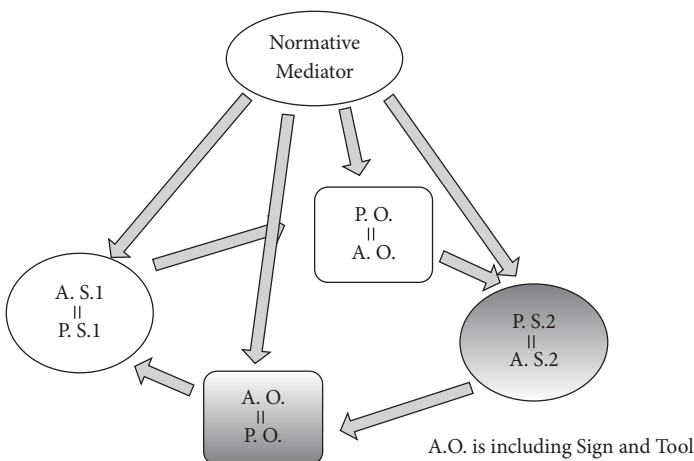 Normative
Mediator
P. O.
=
A. O.
A. S.1
=
P. S.1
P. S.2
=
A. S.2
A. O.
=
P. O.
A.O. is including Sign and Tool